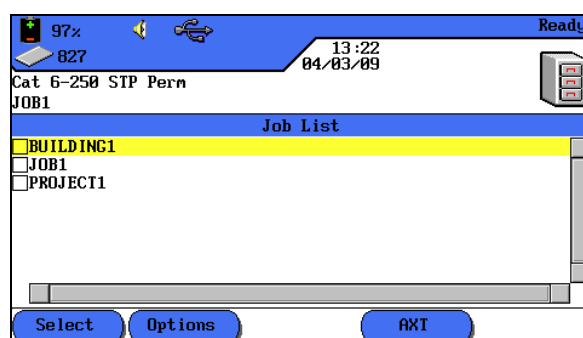 97% Ready
827 13:22
04/03/09
Cat 6-250 STP Perm
JOB1
Job List
BUILDING1
JOB1
PROJECT1
Select Options AXT